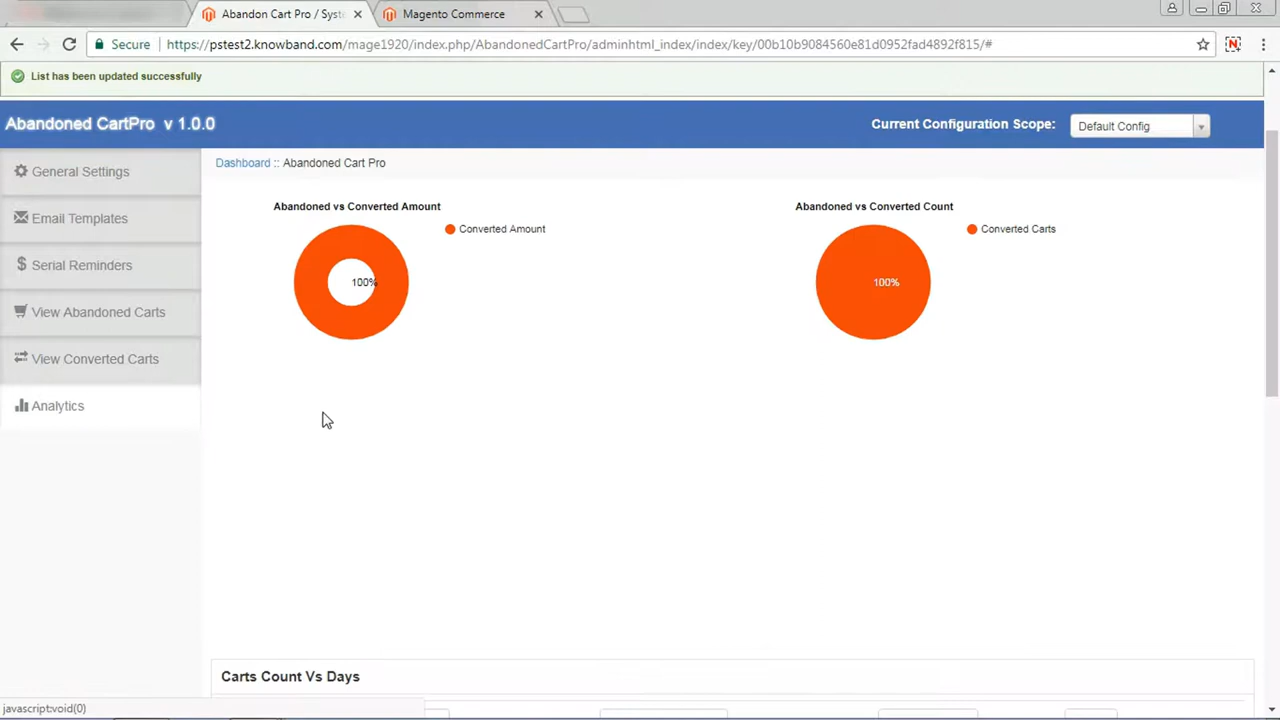 Abandon Cart Pro / Syste
Magento Commerce
Secure
https://pstest2.knowband.com/mage1920/index.php/AbandonedCartPro/adminhtml_index/index/key/00b10b9084560e81d0952fad4892f815/#
List has been updated successfully
Abandoned CartPro v 1.0.0
Current Configuration Scope:
Default Config
General Settings
Email Templates
Serial Reminders
View Abandoned Carts
View Converted Carts
Analytics
Dashboard :: Abandoned Cart Pro
Abandoned vs Converted Amount
Converted Amount
100%
Abandoned vs Converted Count
Converted Carts
100%
Carts Count Vs Days
javascript:void(0)